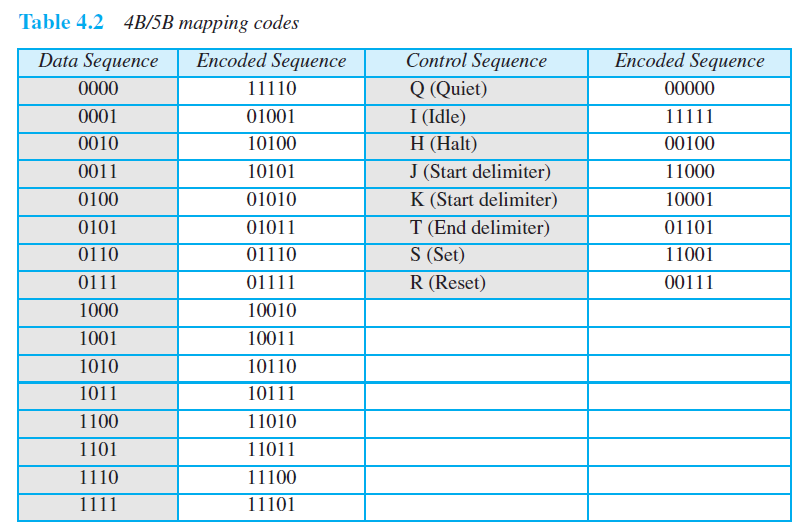 Table 4.2 4B/5B mapping codes
Data Sequence Encoded Sequence Control Sequence Encoded Sequence
0000 11110 Q (Quiet) 00000
0001 01001 I (Idle) 11111
0010 10100 H (Halt) 00100
0011 10101 J (Start delimiter) 11000
0100 01010 K (Start delimiter) 10001
0101 01011 T (End delimiter) 01101
0110 01110 S (Set) 11001
0111 01111 R (Reset) 00111
1000 10010
1001 10011
1010 10110
1011 10111
1100 11010
1101 11011
1110 11100
1111 11101